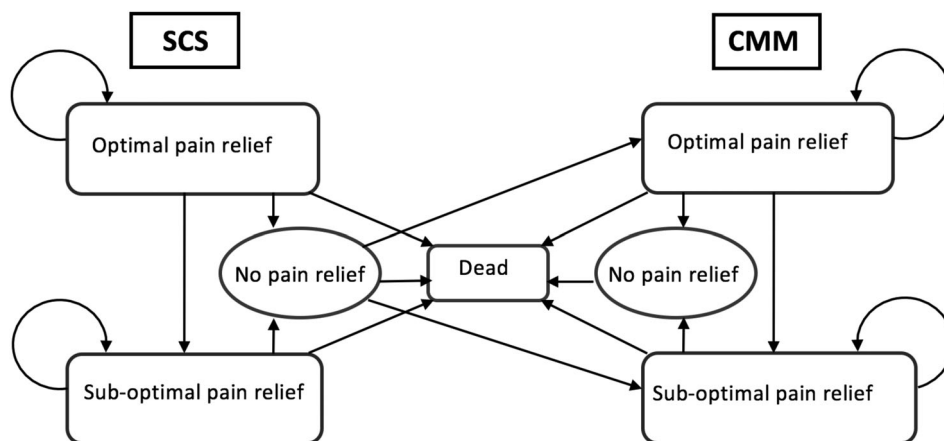 SCS
CMM
Optimal pain relief
Optimal pain relief
No pain relief
Dead
No pain relief
Sub-optimal pain relief
Sub-optimal pain relief